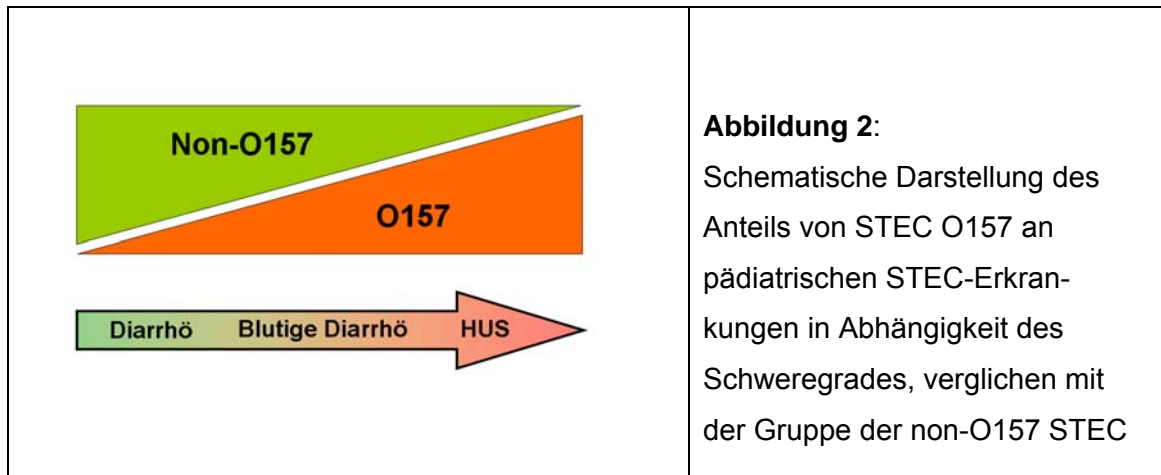 Non-O157
O157
Diarrhö Blutige Diarrhö HUS
Abbildung 2:
Schematische Darstellung des
Anteils von STEC O157 an
pädiatrischen STEC-Erkran-
kungen in Abhängigkeit des
Schweregrades, verglichen mit
der Gruppe der non-O157 STEC